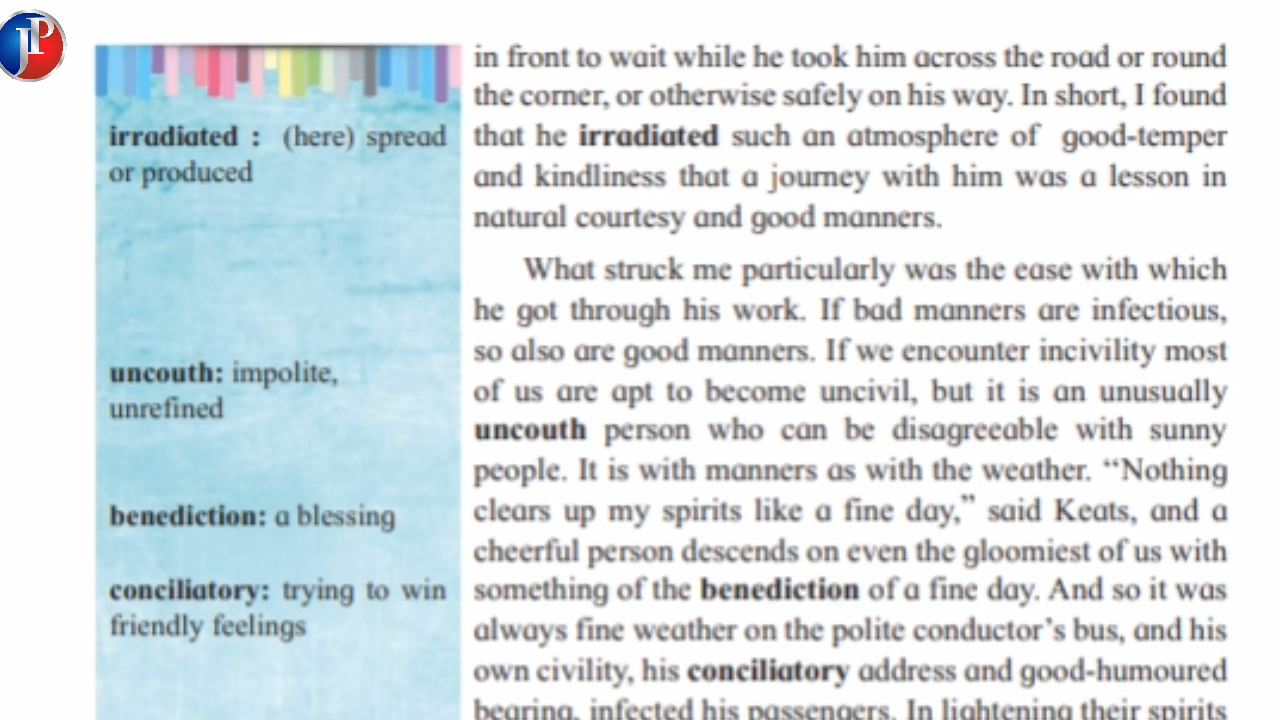 JP
irradiated : (here) spread
or produced
uncouth: impolite,
unrefined
benediction: a blessing
conciliatory: trying to win
friendly feelings
in front to wait while he took him across the road or round
the corner, or otherwise safely on his way. In short, I found
that he irradiated such an atmosphere of good-temper
and kindliness that a journey with him was a lesson in
natural courtesy and good manners.
What struck me particularly was the ease with which
he got through his work. If bad manners are infectious,
so also are good manners. If we encounter incivility most
of us are apt to become uncivil, but it is an unusually
uncouth person who can be disagreeable with sunny
people. It is with manners as with the weather. “Nothing
clears up my spirits like a fine day,” said Keats, and a
cheerful person descends on even the gloomiest of us with
something of the benediction of a fine day. And so it was
always fine weather on the polite conductor’s bus, and his
own civility, his conciliatory address and good-humoured
bearing, infected his passengers. In lightening their spirits